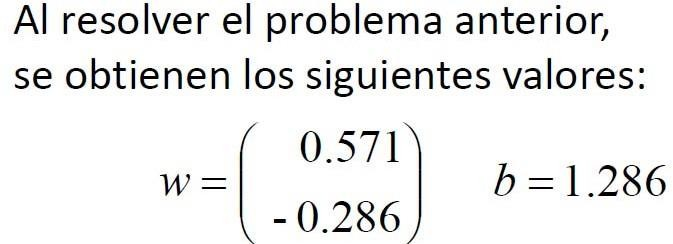 Al resolver el problema anterior,
se obtienen los siguientes valores:
w = ( 0.571
- 0.286 ) b = 1.286